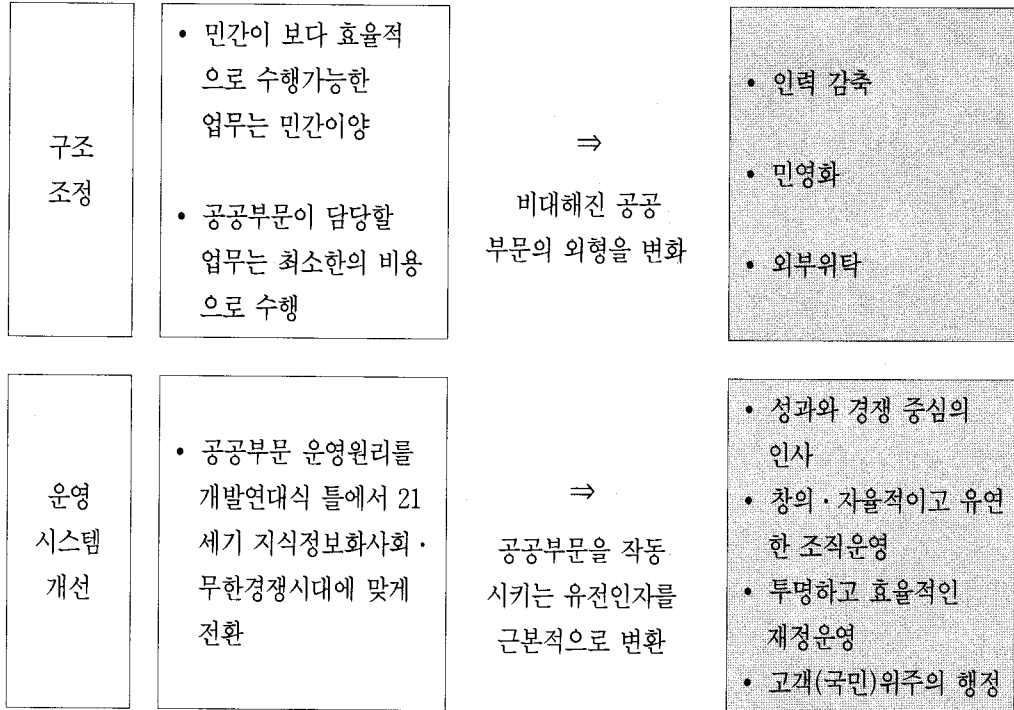 구조
조정
• 민간이 보다 효율적
으로 수행가능한
업무는 민간이양
• 공공부문이 담당할
업무는 최소한의 비용
으로 수행
⇒
비대해진 공공
부문의 외형을 변화
• 인력 감축
• 민영화
• 외부위탁
운영
시스템
개선
• 공공부문 운영원리를
개발연대식 틀에서 21
세기 지식정보화사회·
무한경쟁시대에 맞게
전환
⇒
공공부문을 작동
시키는 유전인자를
근본적으로 변환
• 성과와 경쟁 중심의
인사
• 창의·자율적이고 유연
한 조직운영
• 투명하고 효율적인
재정운영
• 고객(국민)위주의 행정